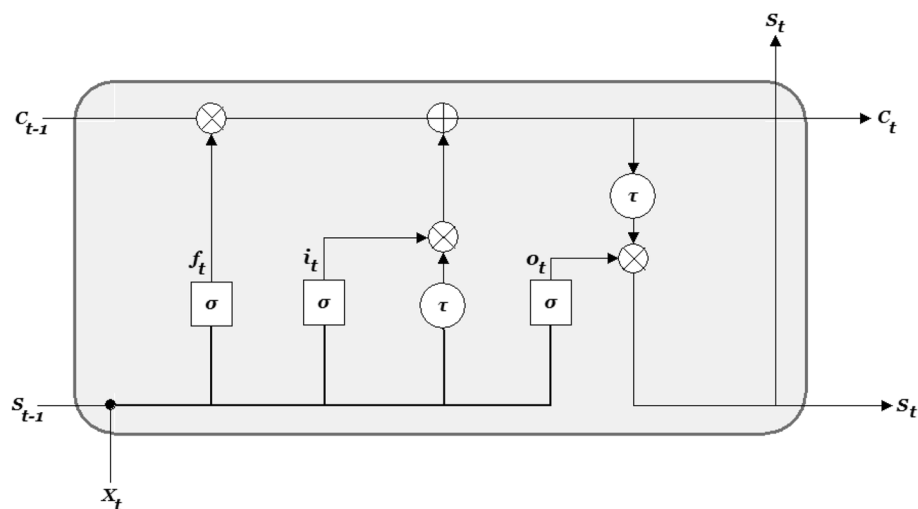 S_t
C_{t-1}
C_t
τ
f_t
i_t
o_t
σ
σ
τ
σ
S_{t-1}
S_t
X_t